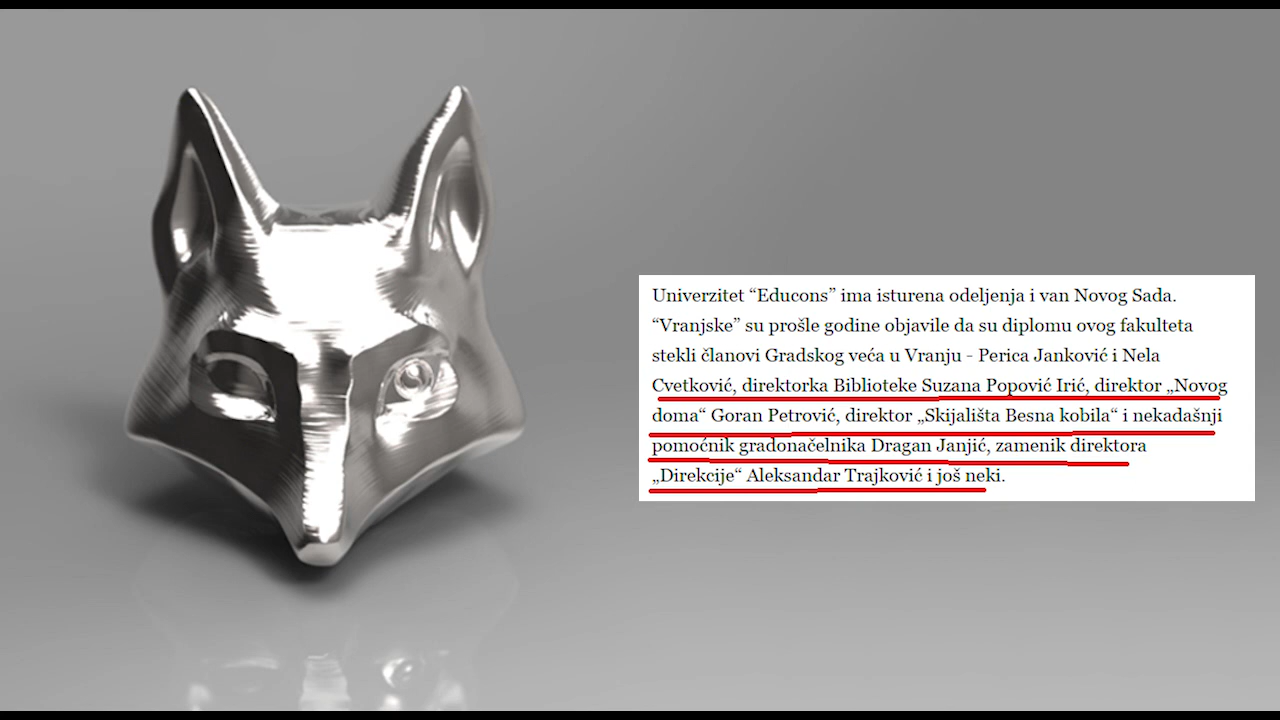 Univerzitet “Educons” ima isturena odeljenja i van Novog Sada.
“Vranjske” su prošle godine objavile da su diplomu ovog fakulteta
stekli članovi Gradskog veća u Vranju - Perica Janković i Nela
Cvetković, direktorka Biblioteke Suzana Popović Irić, direktor „Novog
doma“ Goran Petrović, direktor „Skijališta Besna kobila“ i nekadašnji
pomoćnik gradonačelnika Dragan Janjić, zamenik direktora
„Direkcije“ Aleksandar Trajković i još neki.